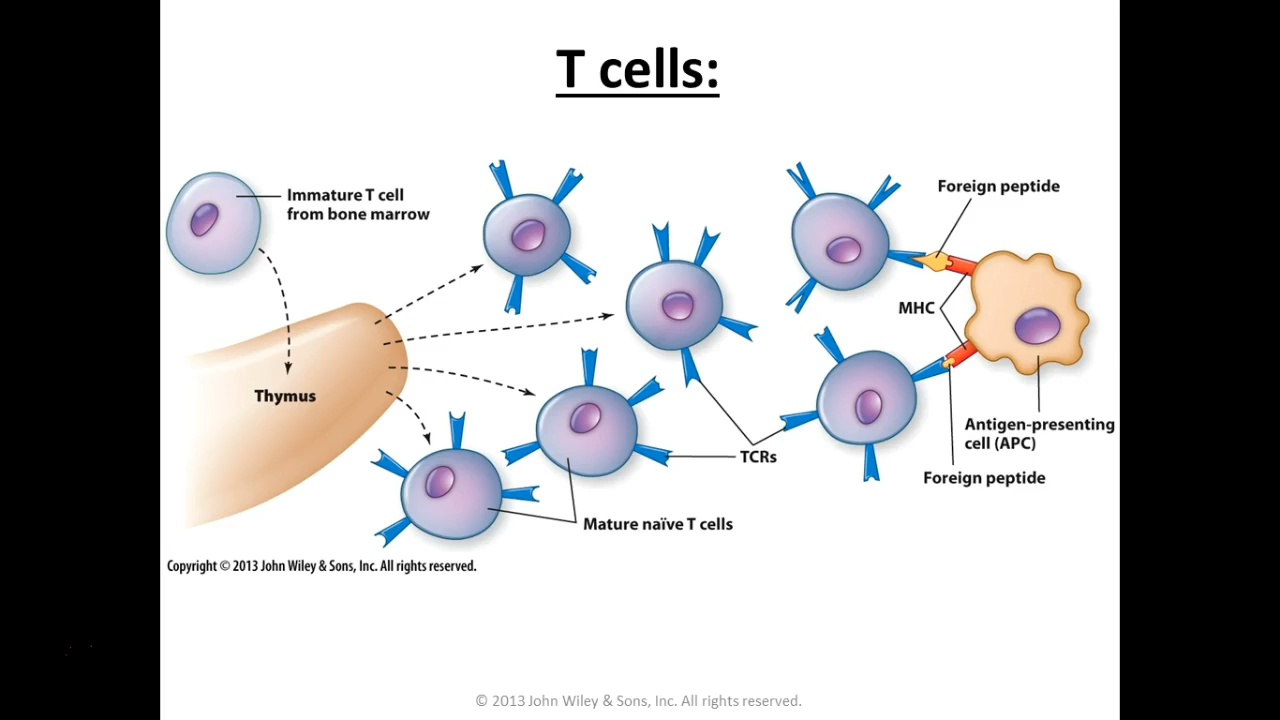 T cells:
Immature T cell
from bone marrow
Thymus
Foreign peptide
MHC
Antigen-presenting
cell (APC)
Foreign peptide
TCRs
Mature naïve T cells
Copyright © 2013 John Wiley & Sons, Inc. All rights reserved.
© 2013 John Wiley & Sons, Inc. All rights reserved.